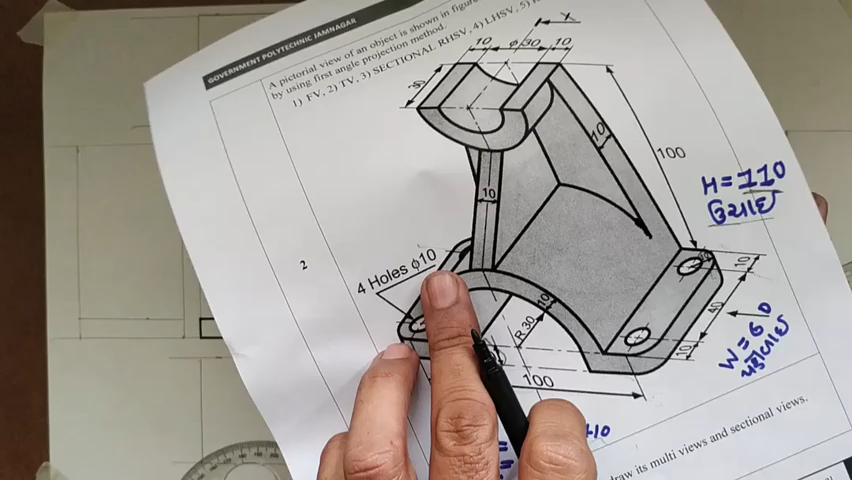 GOVERNMENT POLYTECHNIC JAMNAGAR
A pictorial view of an object is shown in figure
by using first angle projection method.
1) FV, 2) TV, 3) SECTIONAL RHSV, 4) LHSV, 5)
X
10 ϕ 30 10
10
100
H = 110
ઉંચાઈ
10
2
4 Holes ϕ10
10
R 30
10
40
10
W = 60
પહોળાઈ
100
draw its multi views and sectional views.